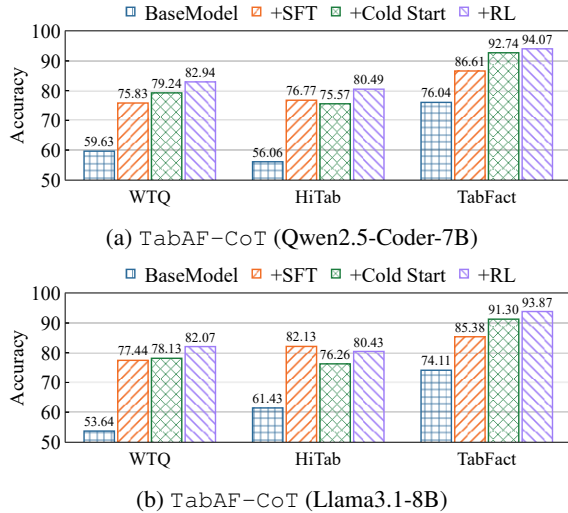 BaseModel +SFT +Cold Start +RL
100
90
80
70
60
50
Accuracy
59.63 75.83 79.24 82.94
56.06 76.77 75.57 80.49
76.04 86.61 92.74 94.07
WTQ HiTab TabFact
(a) TabAF-CoT (Qwen2.5-Coder-7B)
BaseModel +SFT +Cold Start +RL
100
90
80
70
60
50
Accuracy
53.64 77.44 78.13 82.07
61.43 82.13 76.26 80.43
74.11 85.38 91.30 93.87
WTQ HiTab TabFact
(b) TabAF-CoT (Llama3.1-8B)